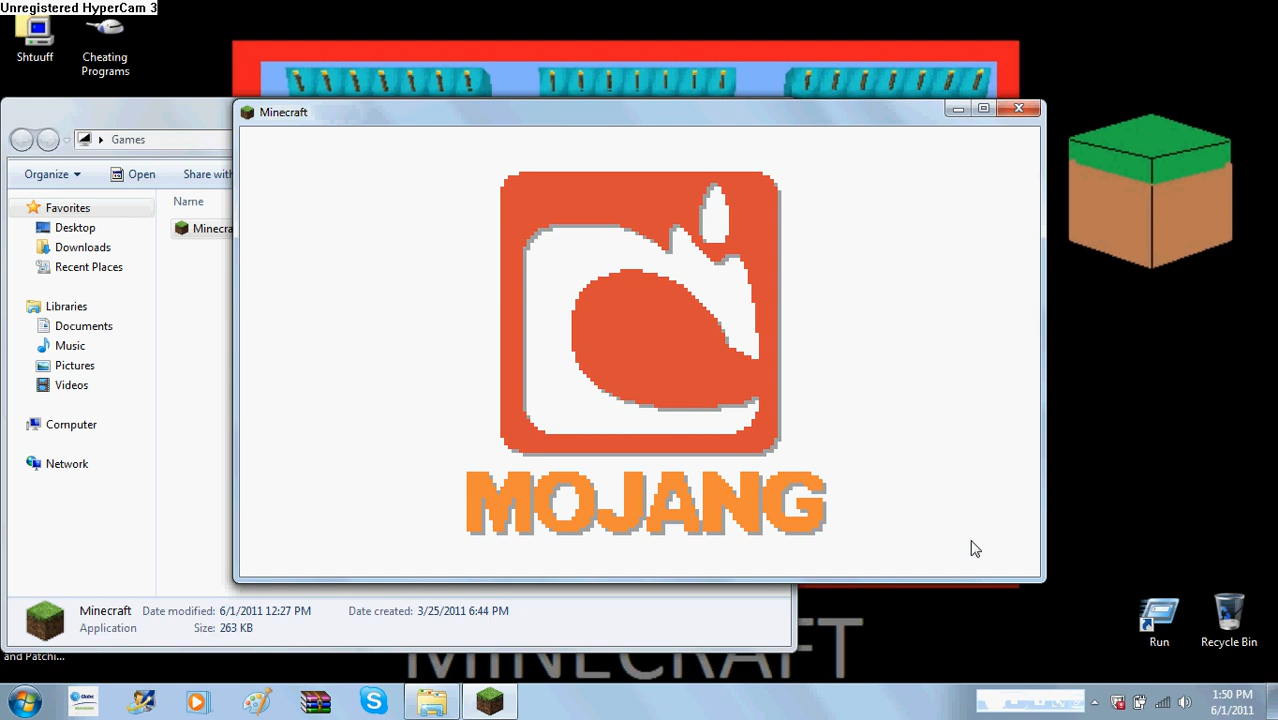 Unregistered HyperCam 3
Shtuuff
Cheating
Programs
Minecraft
Games
Organize
Open
Share with
Name
Favorites
Minecra
Desktop
Downloads
Recent Places
Libraries
Documents
Music
Pictures
Videos
Computer
Network
MOJANG
Minecraft
Date modified: 6/1/2011 12:27 PM
Date created: 3/25/2011 6:44 PM
Application
Size: 263 KB
Run
Recycle Bin
and Patchi...
MINECRAFT
1:50 PM
6/1/2011